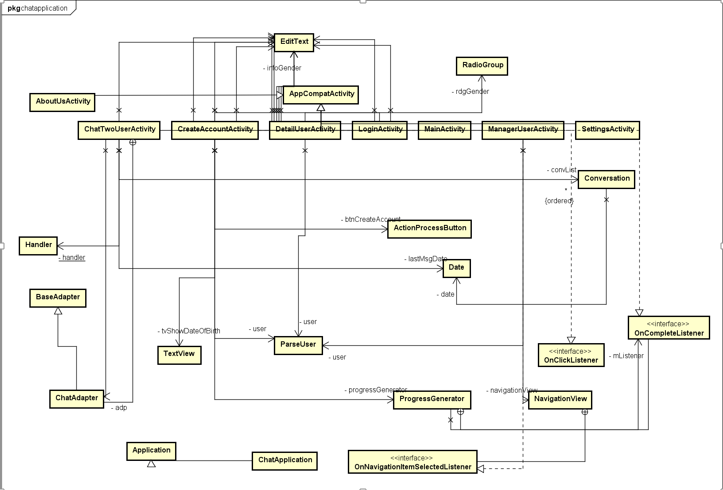 pkg chatapplication
EditText
- infoGender
RadioGroup
- rdgGender
AboutUsActivity
AppCompatActivity
ChatTwoUserActivity
CreateAccountActivity
DetailUserActivity
LoginActivity
MainActivity
ManagerUserActivity
SettingsActivity
- convList
Conversation
*
{ordered}
- btnCreateAccount
ActionProcessButton
Handler
- handler
- lastMsgDate
Date
- date
BaseAdapter
- user
<<interface>>
OnCompleteListener
- tvShowDateOfBirth
- user
ParseUser
- user
TextView
<<interface>>
OnClickListener
- mListener
ChatAdapter
- adp
- progressGenerator
ProgressGenerator
- navigationView
NavigationView
Application
ChatApplication
<<interface>>
OnNavigationItemSelectedListener